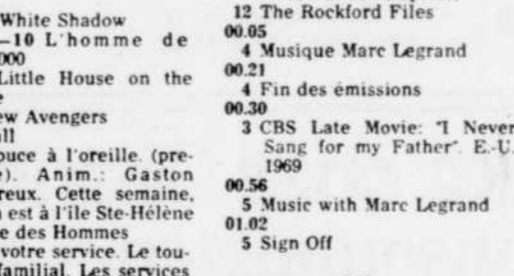 White Shadow
–10 L'homme de
000
Little House on the
e
ew Avengers
all
ouce à l'oreille. (pre-
e). Anim.: Gaston
reux. Cette semaine,
n est à l'île Ste-Hélène
e des Hommes
votre service. Le tou-
familial. Les services
12 The Rockford Files
00.05
4 Musique Marc Legrand
00.21
4 Fin des émissions
00.30
3 CBS Late Movie: "I Never
Sang for my Father". E.-U.
1969
00.56
5 Music with Marc Legrand
01.02
5 Sign Off